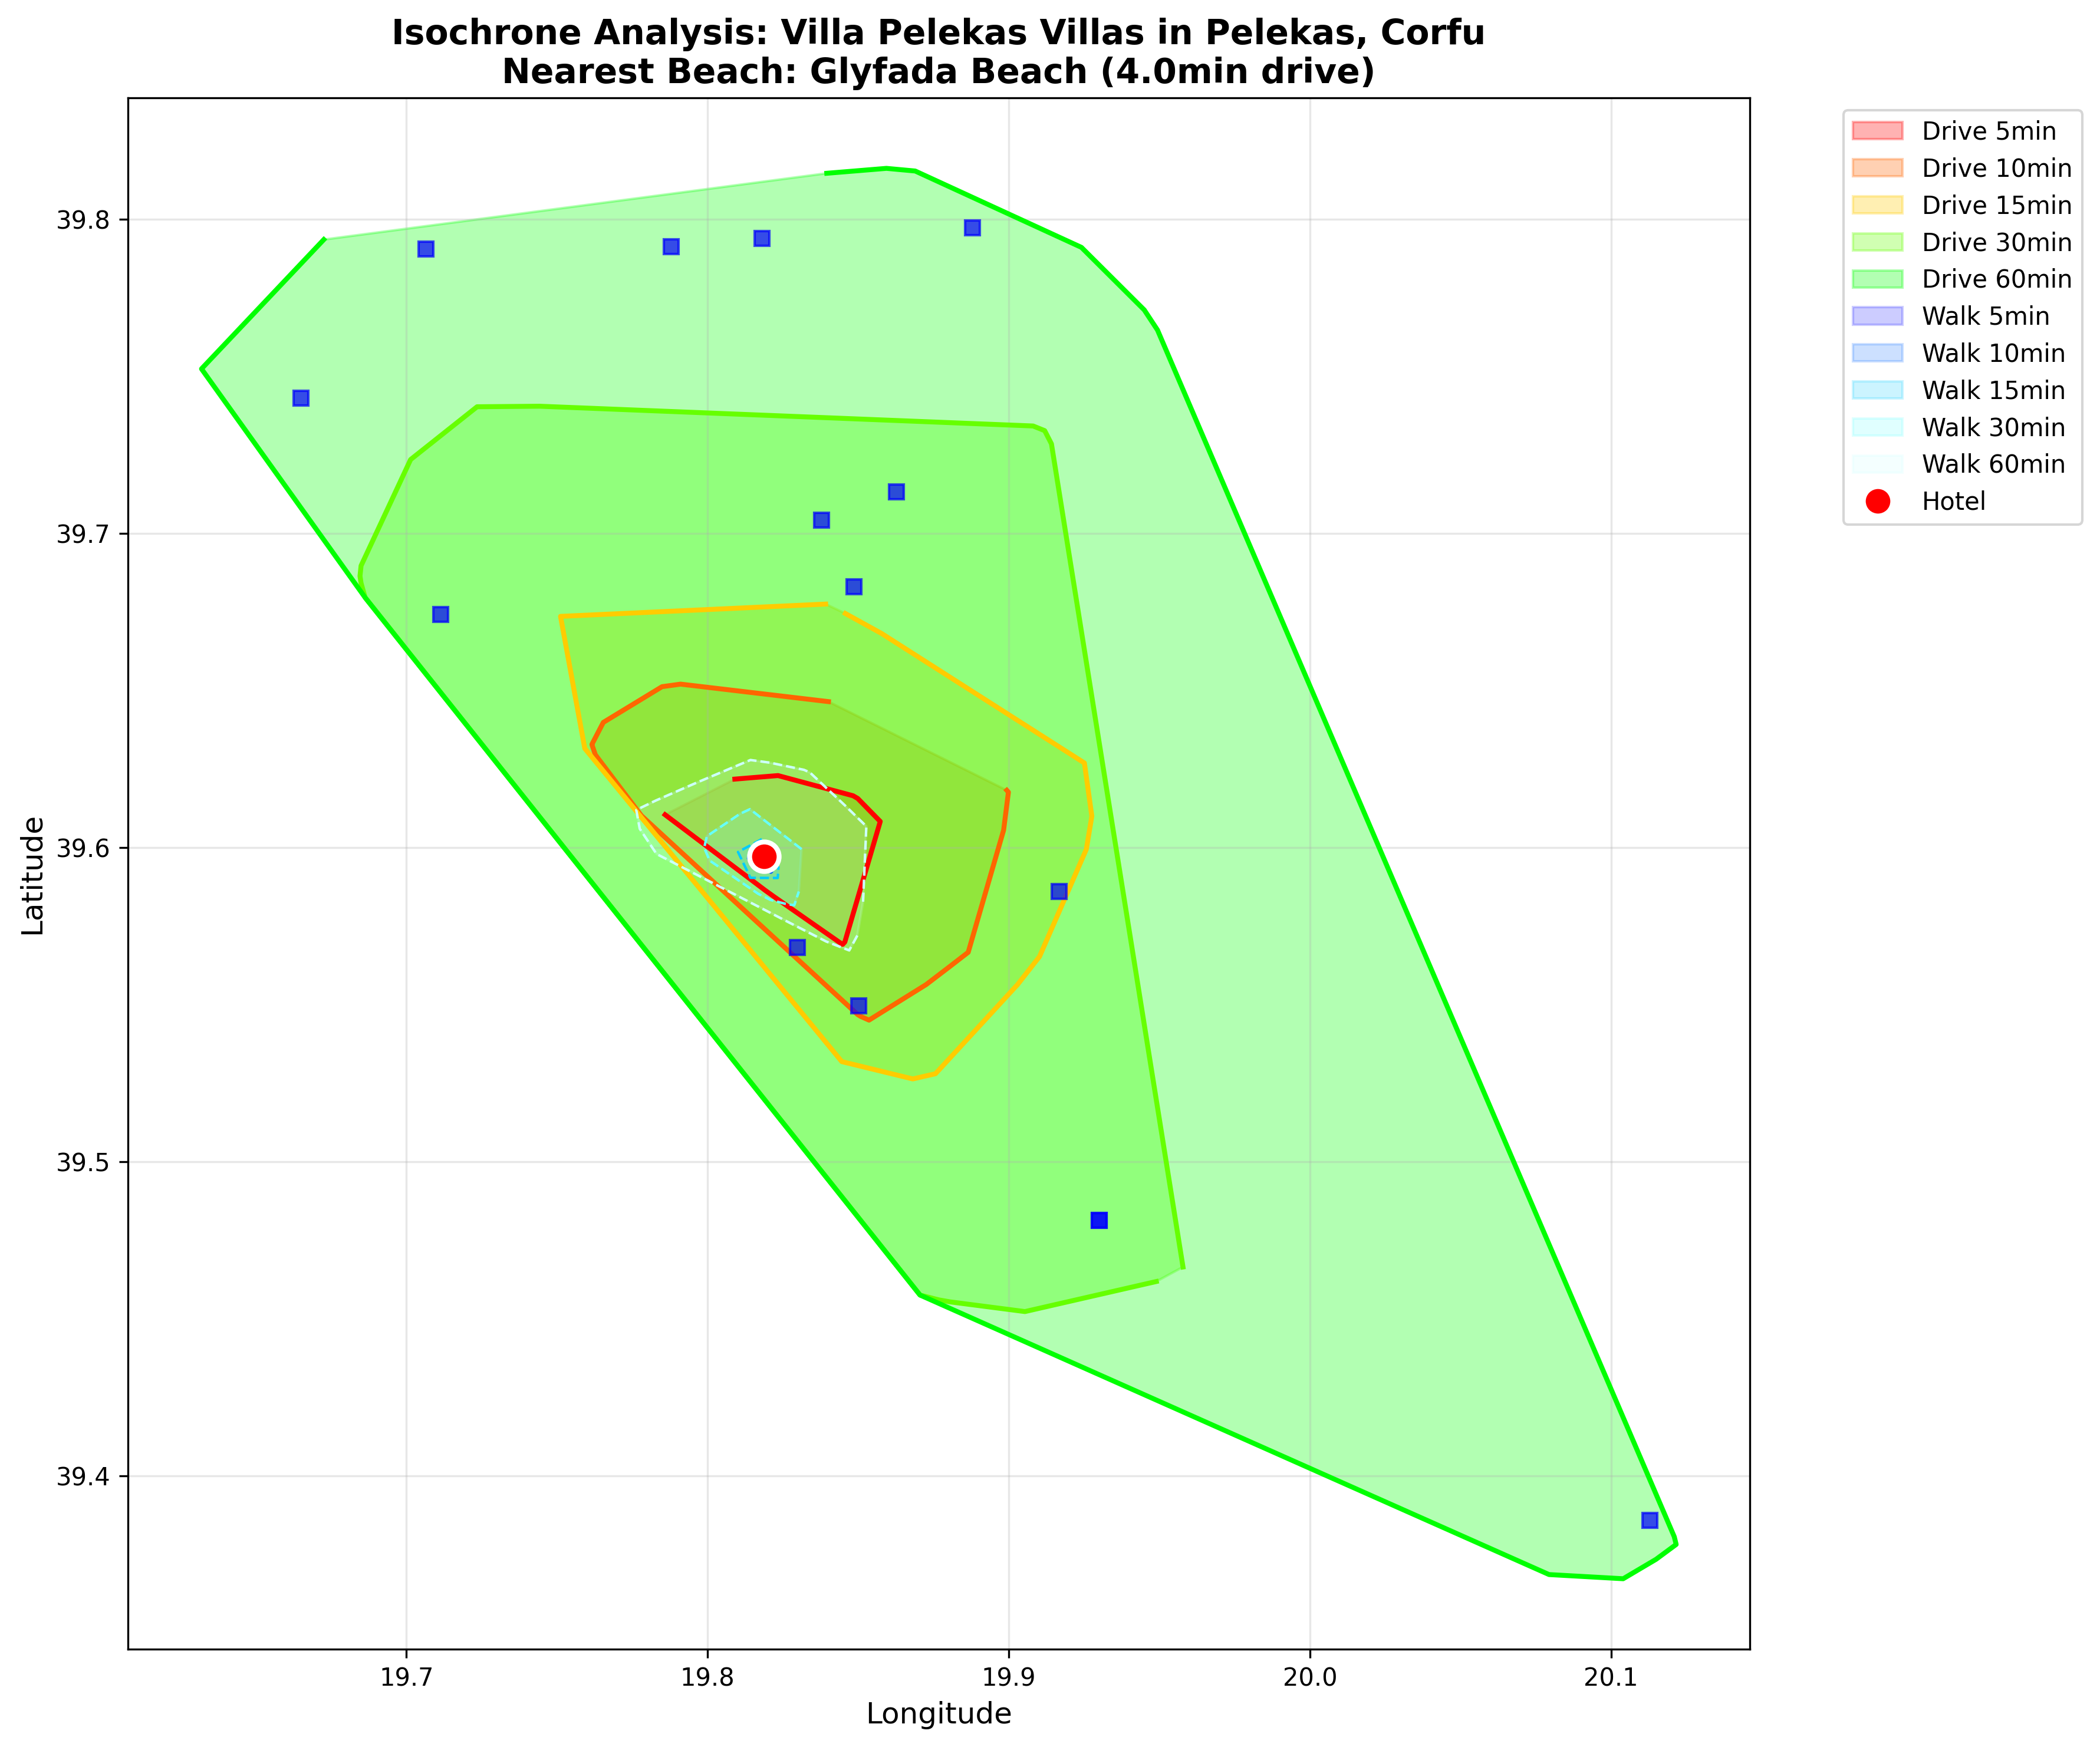 Isochrone Analysis: Villa Pelekas Villas in Pelekas, Corfu
Nearest Beach: Glyfada Beach (4.0min drive)
Drive 5min
Drive 10min
Drive 15min
Drive 30min
Drive 60min
Walk 5min
Walk 10min
Walk 15min
Walk 30min
Walk 60min
Hotel
Latitude
39.8
39.7
39.6
39.5
39.4
19.7
19.8
19.9
20.0
20.1
Longitude